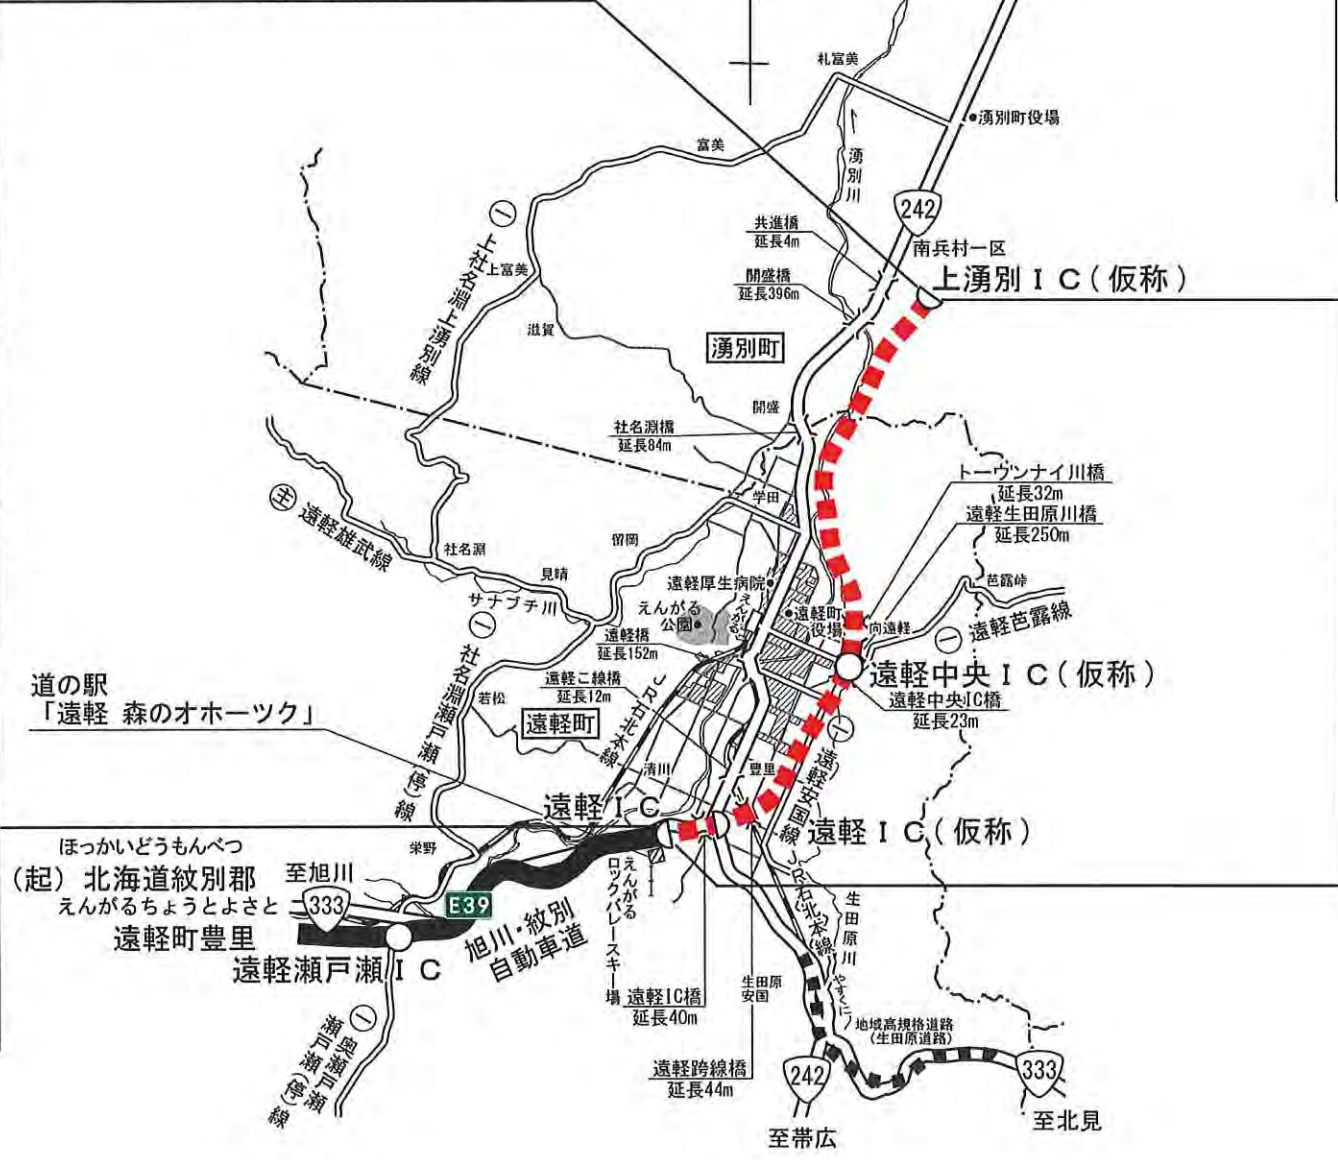 札富美
湧別町役場
富美
湧別川
242
共進橋
延長4m
南兵村一区
㊀上社名淵上湧別線
上富美
開盛橋
延長396m
上湧別IC(仮称)
滋賀
湧別町
開盛
社名淵橋
延長84m
トーウンナイ川橋
延長32m
学田
㊤遠軽雄武線
遠軽生田原川橋
延長250m
留岡
社名淵
見晴
遠軽厚生病院
芭露峠
サナブチ川
えんがる
公園
えんがる
遠軽町
役場
向遠軽
㊀遠軽芭露線
遠軽橋
延長152m
㊀社名淵瀬戸瀬(停)線
遠軽中央IC(仮称)
遠軽こ線橋
延長12m
JR石北本線
遠軽中央IC橋
延長23m
道の駅
「遠軽 森のオホーツク」
若松
遠軽町
㊀遠軽安国線
清川
豊里
遠軽IC
遠軽IC(仮称)
ほっかいどうもんべつ
(起)北海道紋別郡
えんがるちょうとよさと
遠軽町豊里
栄野
至旭川
333
E39
旭川・紋別
自動車道
えんがる
ロックバレースキー場
JR石北本線
生田原川
遠軽瀬戸瀬IC
遠軽IC橋
延長40m
生田原
安国
やすくに
地域高規格道路
(生田原道路)
㊀奥瀬戸瀬
瀬戸瀬(停)線
遠軽跨線橋
延長44m
242
333
至帯広
至北見